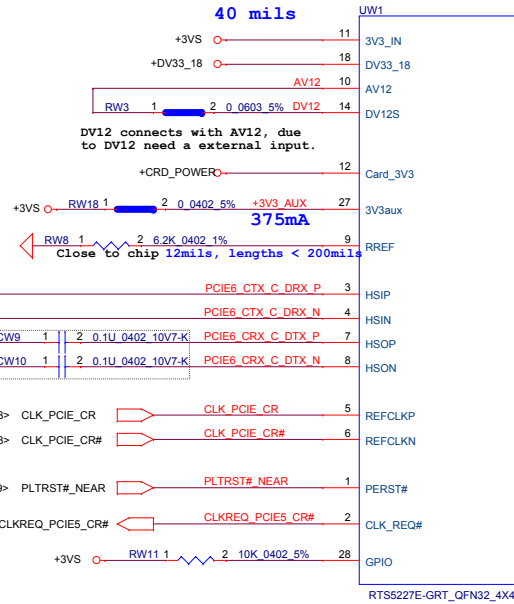 40 mils
UW1
+3VS 11 3V3_IN
+DV33_18 18 DV33_18
AV12 10 AV12
RW3 1 2 0_0603_5% DV12 14 DV12S
DV12 connects with AV12, due
to DV12 need a external input.
+CRD_POWER 12 Card_3V3
+3VS RW18 1 2 0_0402_5% +3V3_AUX 27 3V3aux
375mA
RW8 1 2 6.2K_0402_1% 9 RREF
Close to chip 12mils, lengths < 200mils
PCIE6_CTX_C_DRX_P 3 HSIP
PCIE6_CTX_C_DRX_N 4 HSIN
CW9 1 2 0.1U_0402_10V7-K PCIE6_CRX_C_DTX_P 7 HSOP
CW10 1 2 0.1U_0402_10V7-K PCIE6_CRX_C_DTX_N 8 HSON
> CLK_PCIE_CR CLK_PCIE_CR 5 REFCLKP
> CLK_PCIE_CR# CLK_PCIE_CR# 6 REFCLKN
> PLTRST#_NEAR PLTRST#_NEAR 1 PERST#
CLKREQ_PCIE5_CR# CLKREQ_PCIE5_CR# 2 CLK_REQ#
+3VS RW11 1 2 10K_0402_5% 28 GPIO
RTS5227E-GRT_QFN32_4X4